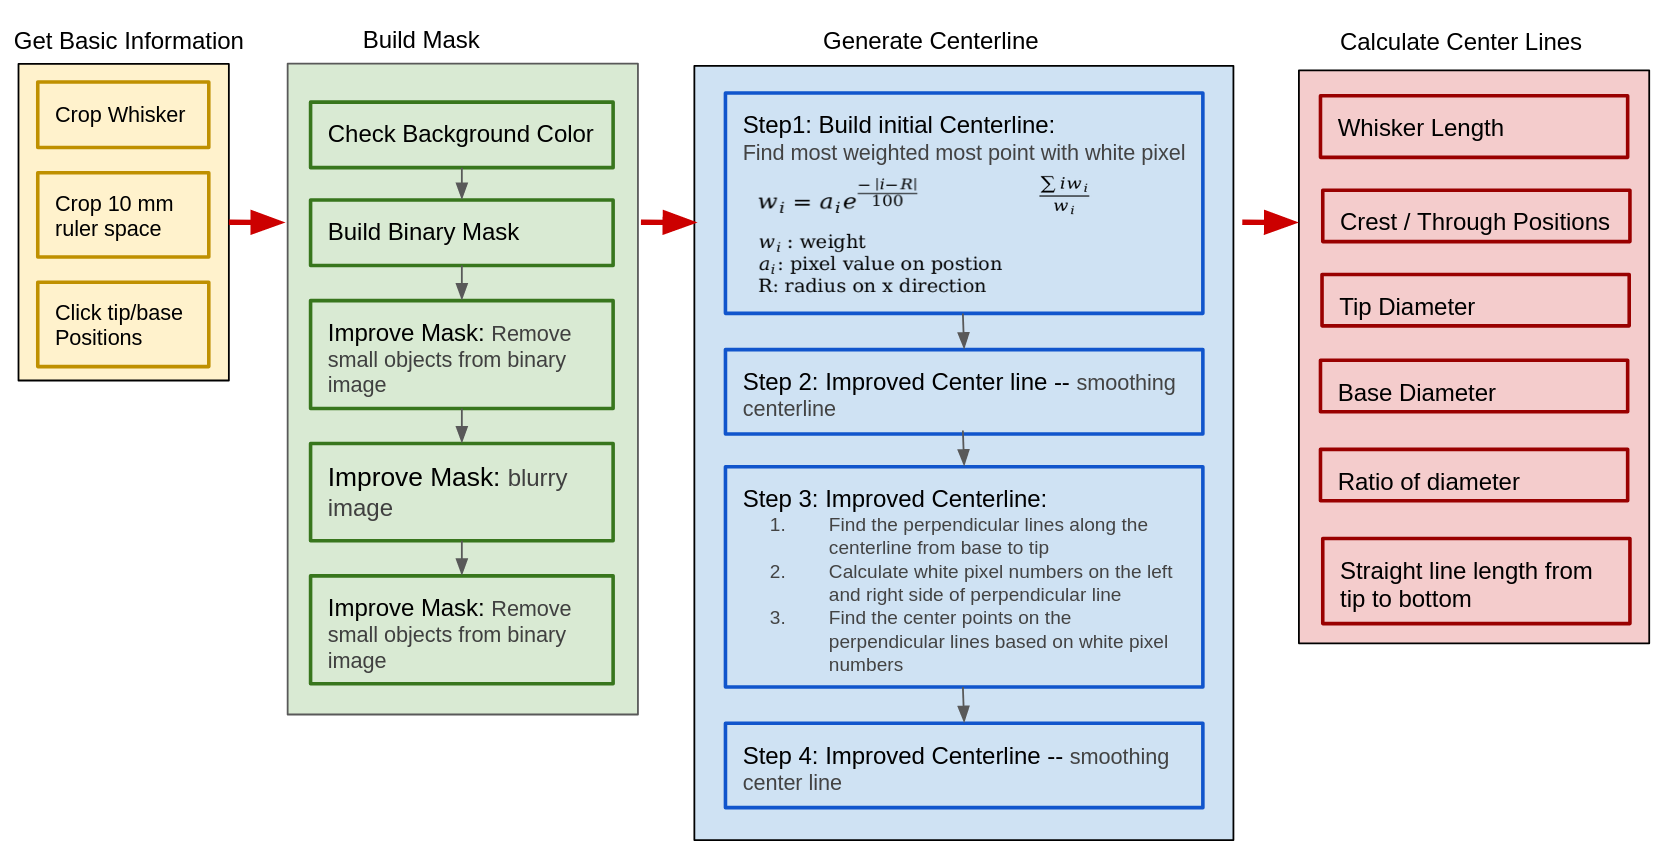 Get Basic Information
Crop Whisker
Crop 10 mm
ruler space
Click tip/base
Positions
Build Mask
Check Background Color
Build Binary Mask
Improve Mask: Remove
small objects from binary
image
Improve Mask: blurry
image
Improve Mask: Remove
small objects from binary
image
Generate Centerline
Step1: Build initial Centerline:
Find most weighted most point with white pixel
w_i = a_i e^{\frac{-|i-R|}{100}} \frac{\sum i w_i}{w_i}
w_i : weight
a_i: pixel value on postion
R: radius on x direction
Step 2: Improved Center line -- smoothing
centerline
Step 3: Improved Centerline:
1. Find the perpendicular lines along the
centerline from base to tip
2. Calculate white pixel numbers on the left
and right side of perpendicular line
3. Find the center points on the
perpendicular lines based on white pixel
numbers
Step 4: Improved Centerline -- smoothing
center line
Calculate Center Lines
Whisker Length
Crest / Through Positions
Tip Diameter
Base Diameter
Ratio of diameter
Straight line length from
tip to bottom